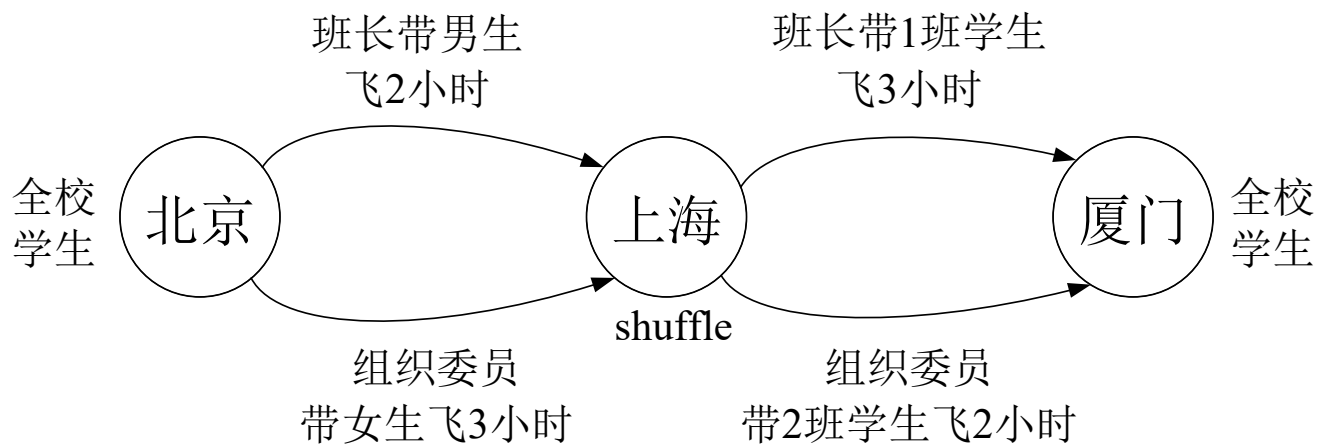 班长带男生
飞2小时
班长带1班学生
飞3小时
全校
学生
北京
上海
厦门
全校
学生
shuffle
组织委员
带女生飞3小时
组织委员
带2班学生飞2小时